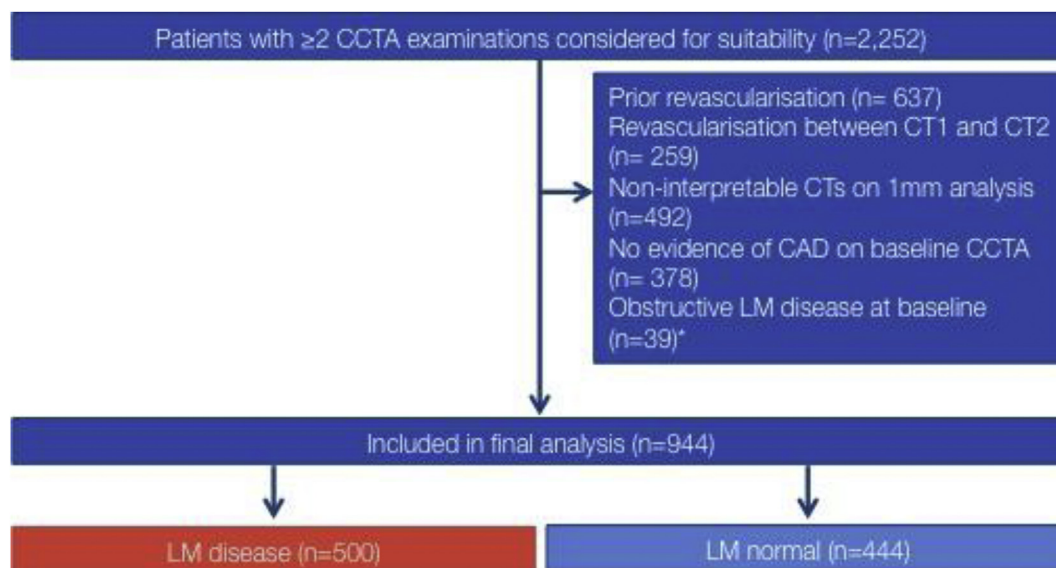 Patients with ≥2 CCTA examinations considered for suitability (n=2,252)
Prior revascularisation (n= 637)
Revascularisation between CT1 and CT2
(n= 259)
Non-interpretable CTs on 1mm analysis
(n=492)
No evidence of CAD on baseline CCTA
(n= 378)
Obstructive LM disease at baseline
(n=39)*
Included in final analysis (n=944)
LM disease (n=500)
LM normal (n=444)